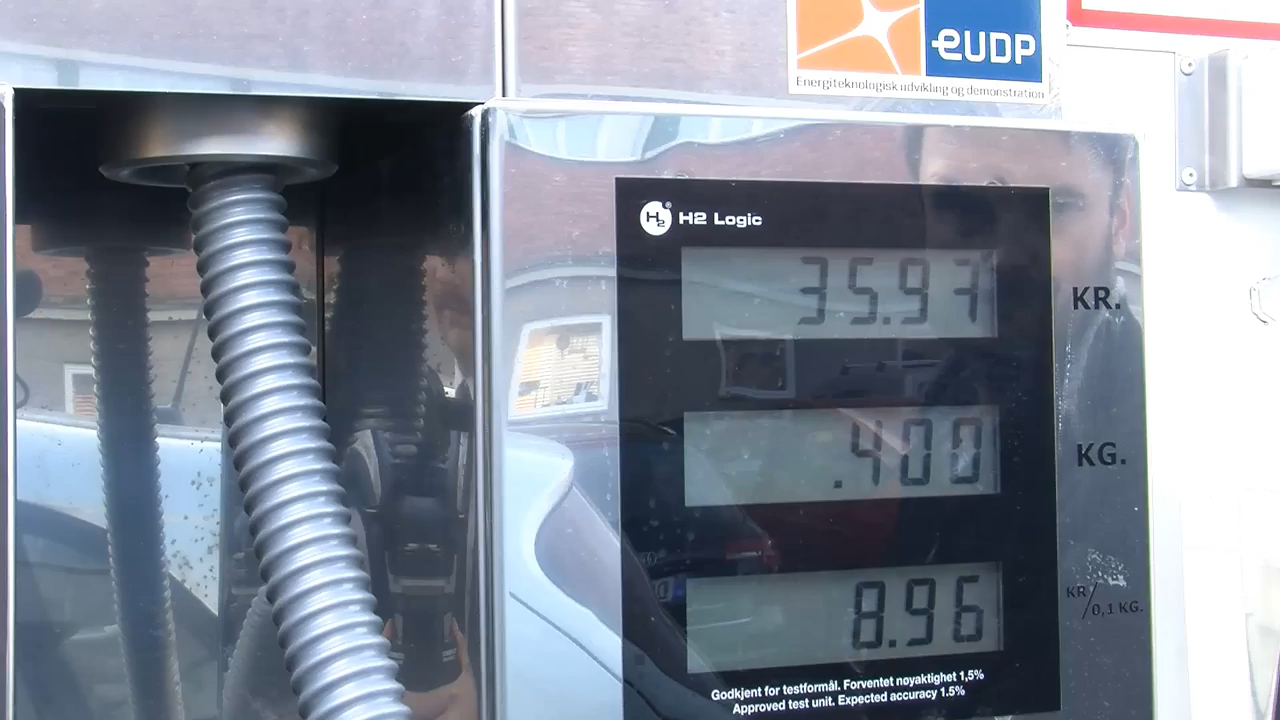 eUDP
Energiteknologisk udvikling og demonstration
H2 ® H2 Logic
35.97 KR.
.400 KG.
8.96 KR/0,1 KG.
Godkjent for testformål. Forventet nøyaktighet 1,5%
Approved test unit. Expected accuracy 1.5%